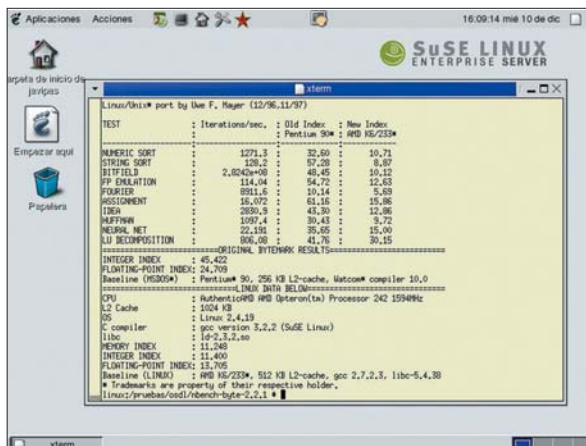 Aplicaciones Acciones 16:09:14 mié 10 de dic
SuSE LINUX
ENTERPRISE SERVER
arpeta de inicio de
javipas
Empezar aquí
Papelera
xterm
Linux/Unix* port by Uwe F. Mayer (12/96,11/97)
TEST : Iterations/sec. : Old Index : New Index
: : Pentium 90* : AMD K6/233*
NUMERIC SORT : 1271.3 : 32.60 : 10.71
STRING SORT : 128.2 : 57.28 : 8.87
BITFIELD : 2.8242e+08 : 48.45 : 10.12
FP EMULATION : 114.04 : 54.72 : 12.63
FOURIER : 8911.6 : 10.14 : 5.69
ASSIGNMENT : 16.072 : 61.16 : 15.86
IDEA : 2830.9 : 43.30 : 12.86
HUFFMAN : 1097.4 : 30.43 : 9.72
NEURAL NET : 22.191 : 35.65 : 15.00
LU DECOMPOSITION : 806.08 : 41.76 : 30.15
==========ORIGINAL BYTEMARK RESULTS==========
INTEGER INDEX : 45.422
FLOATING-POINT INDEX: 24.709
Baseline (MSDOS*) : Pentium* 90, 256 KB L2-cache, Watcom* compiler 10.0
==========LINUX DATA BELOW==========
CPU : AuthenticAMD AMD Opteron(tm) Processor 242 1594MHz
L2 Cache : 1024 KB
OS : Linux 2.4.19
C compiler : gcc version 3.2.2 (SuSE Linux)
libc : ld-2.3.2.so
MEMORY INDEX : 11.248
INTEGER INDEX : 11.400
FLOATING-POINT INDEX: 13.705
Baseline (LINUX) : AMD K6/233*, 512 KB L2-cache, gcc 2.7.2.3, libc-5.4.38
* Trademarks are property of their respective holder.
linux:/pruebas/osdl/nbench-byte-2.2.1 #
xterm